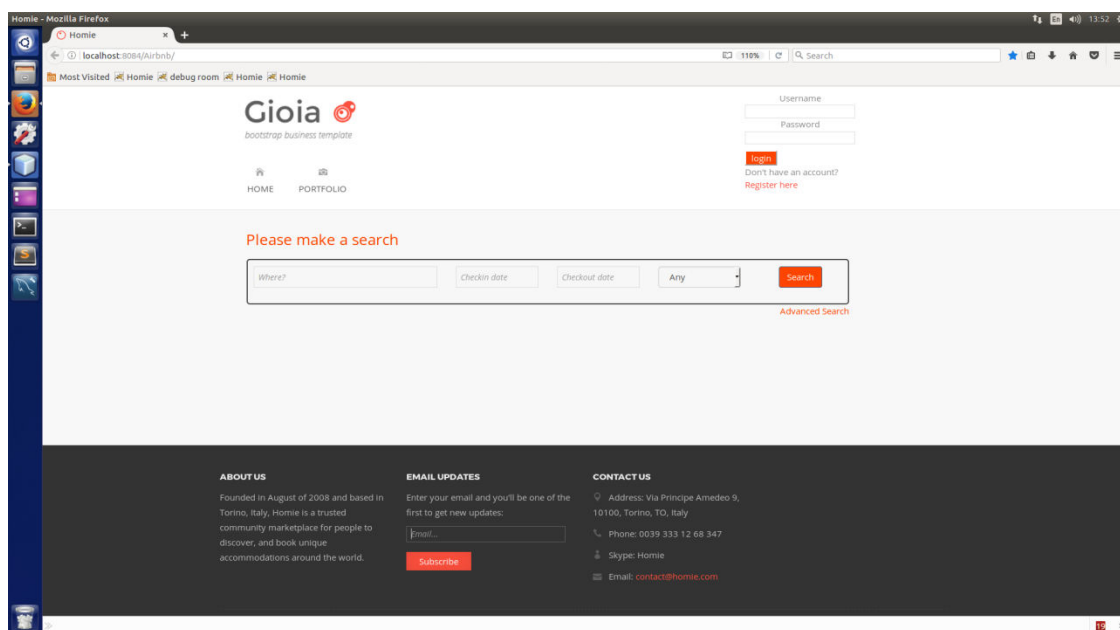 Homie - Mozilla Firefox
En 13:52
Homie × +
localhost:8084/Airbnb/ 110% Search
Most Visited Homie debug room Homie Homie
Gioia
bootstrap business template
HOME PORTFOLIO
Username
Password
login
Don't have an account?
Register here
Please make a search
Where? Checkin date Checkout date Any Search
Advanced Search
ABOUT US
Founded in August of 2008 and based in
Torino, Italy, Homie is a trusted
community marketplace for people to
discover, and book unique
accommodations around the world.
EMAIL UPDATES
Enter your email and you'll be one of the
first to get new updates:
Email...
Subscribe
CONTACT US
Address: Via Principe Amedeo 9,
10100, Torino, TO, Italy
Phone: 0039 333 12 68 347
Skype: Homie
Email: contact@homie.com
19